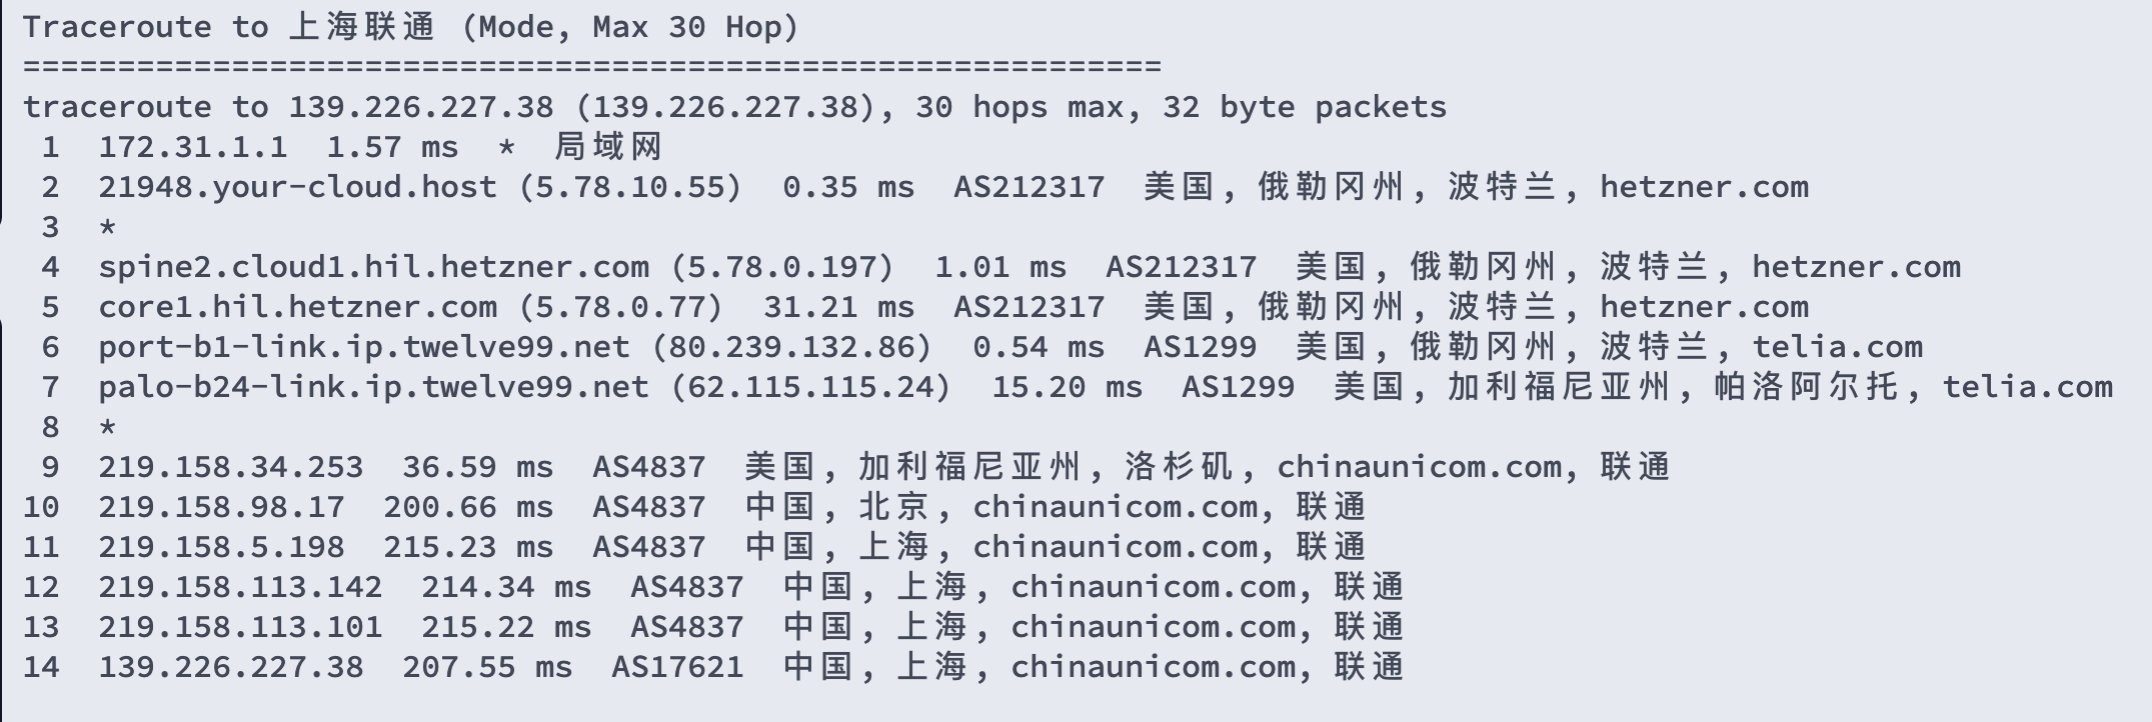 Traceroute to 上海联通 (Mode, Max 30 Hop)
============================================================
traceroute to 139.226.227.38 (139.226.227.38), 30 hops max, 32 byte packets
 1  172.31.1.1  1.57 ms  *  局域网
 2  21948.your-cloud.host (5.78.10.55)  0.35 ms  AS212317  美国, 俄勒冈州, 波特兰, hetzner.com
 3  *
 4  spine2.cloud1.hil.hetzner.com (5.78.0.197)  1.01 ms  AS212317  美国, 俄勒冈州, 波特兰, hetzner.com
 5  core1.hil.hetzner.com (5.78.0.77)  31.21 ms  AS212317  美国, 俄勒冈州, 波特兰, hetzner.com
 6  port-b1-link.ip.twelve99.net (80.239.132.86)  0.54 ms  AS1299  美国, 俄勒冈州, 波特兰, telia.com
 7  palo-b24-link.ip.twelve99.net (62.115.115.24)  15.20 ms  AS1299  美国, 加利福尼亚州, 帕洛阿尔托, telia.com
 8  *
 9  219.158.34.253  36.59 ms  AS4837  美国, 加利福尼亚州, 洛杉矶, chinaunicom.com, 联通
10  219.158.98.17  200.66 ms  AS4837  中国, 北京, chinaunicom.com, 联通
11  219.158.5.198  215.23 ms  AS4837  中国, 上海, chinaunicom.com, 联通
12  219.158.113.142  214.34 ms  AS4837  中国, 上海, chinaunicom.com, 联通
13  219.158.113.101  215.22 ms  AS4837  中国, 上海, chinaunicom.com, 联通
14  139.226.227.38  207.55 ms  AS17621  中国, 上海, chinaunicom.com, 联通